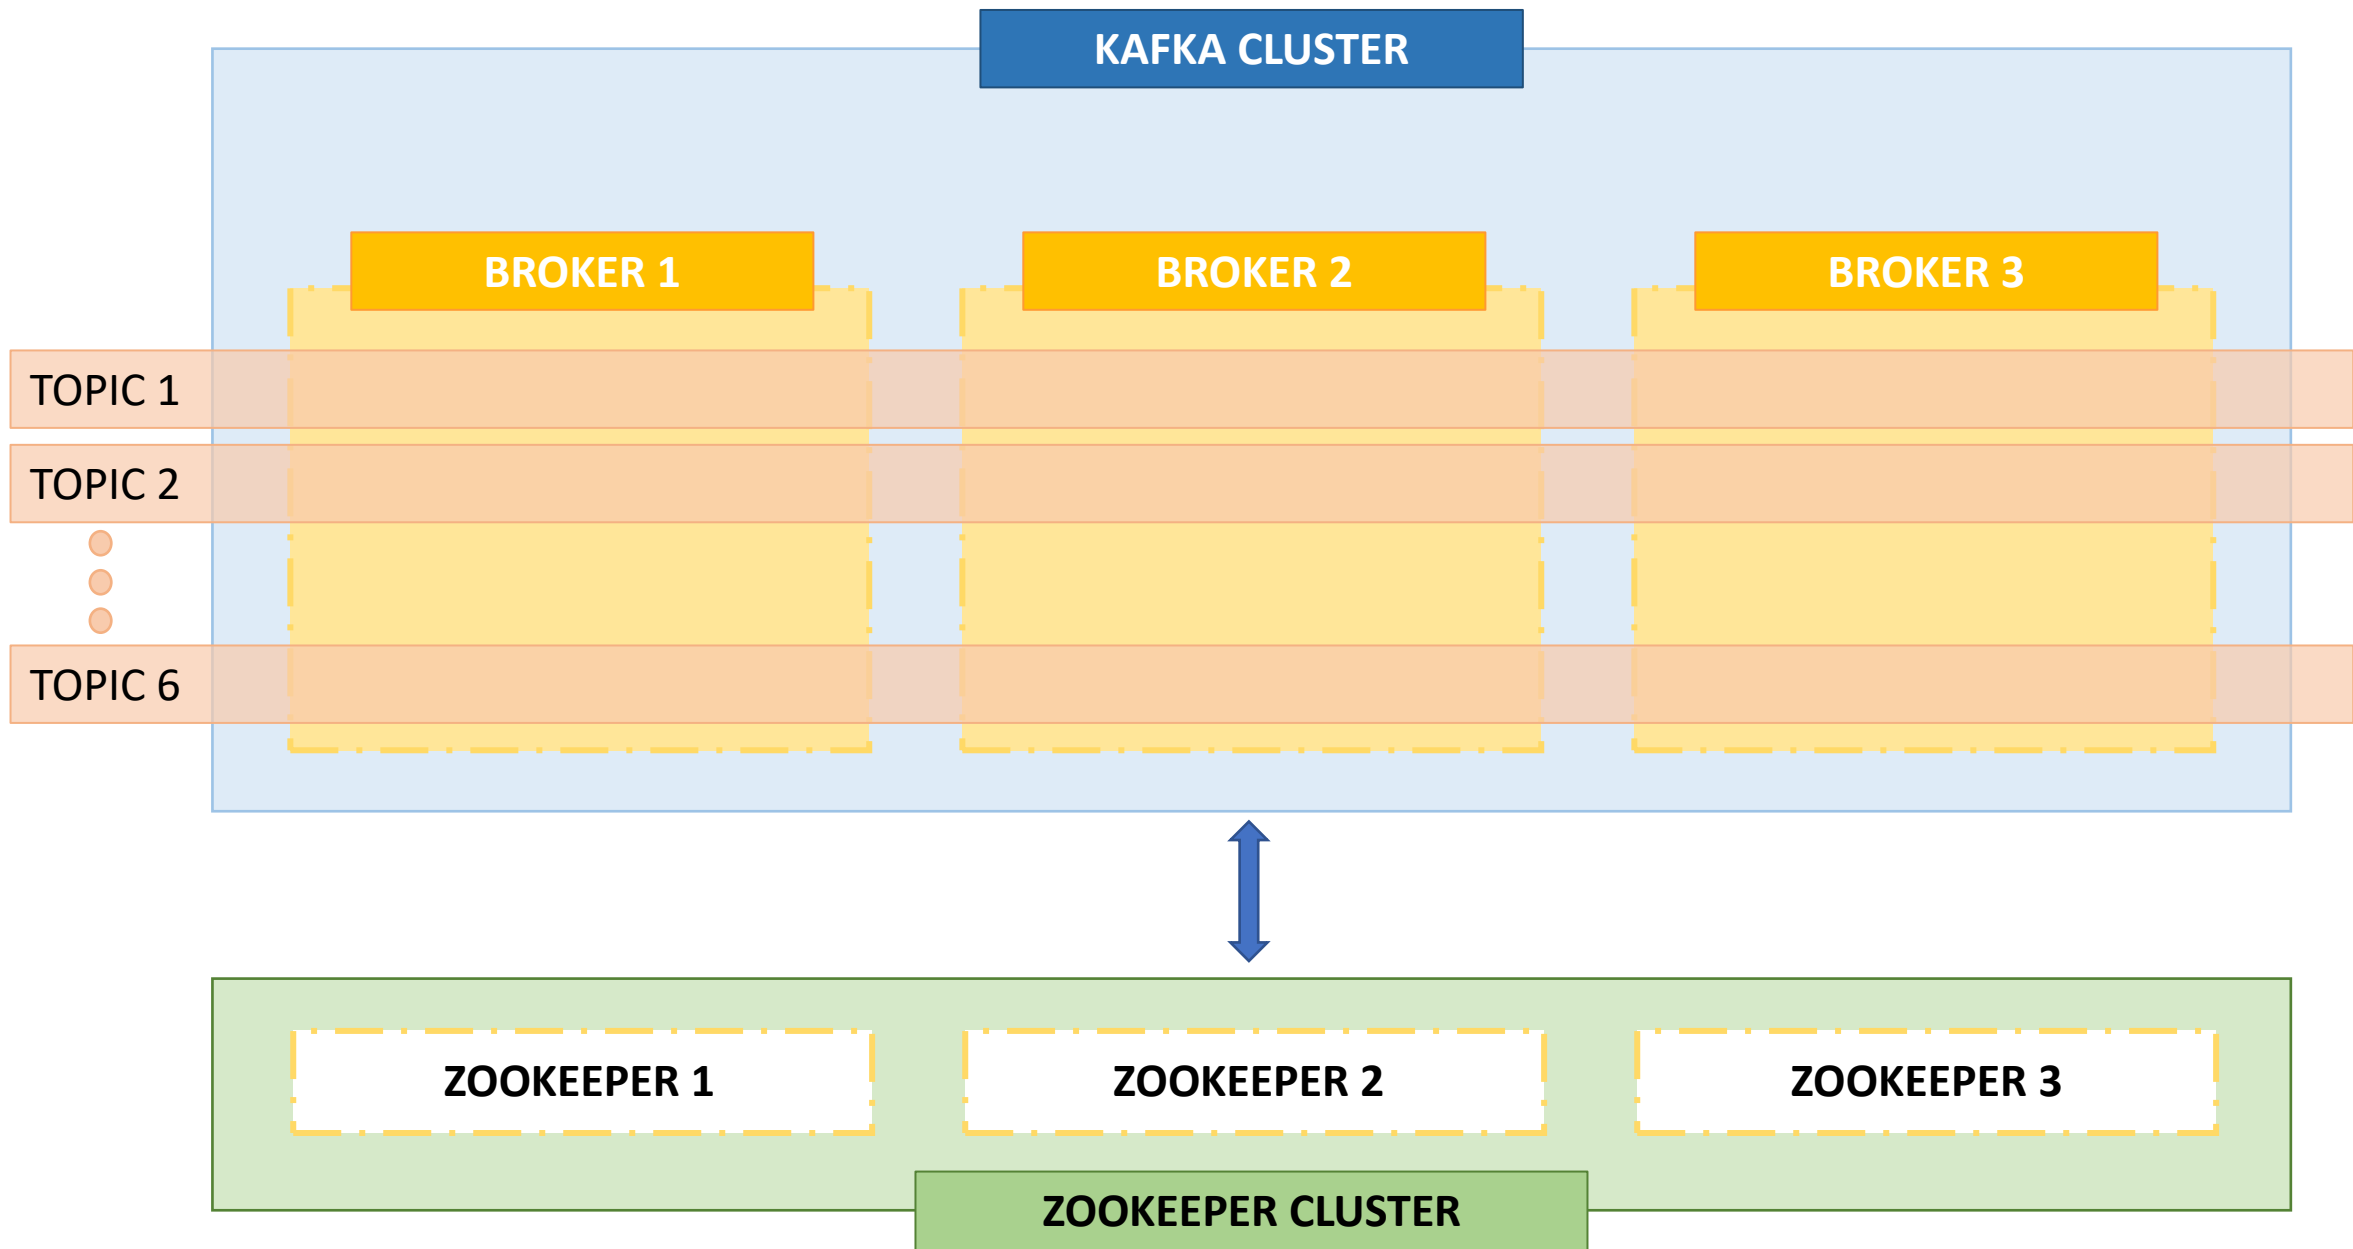 KAFKA CLUSTER
BROKER 1
BROKER 2
BROKER 3
TOPIC 1
TOPIC 2
TOPIC 6
ZOOKEEPER 1
ZOOKEEPER 2
ZOOKEEPER 3
ZOOKEEPER CLUSTER